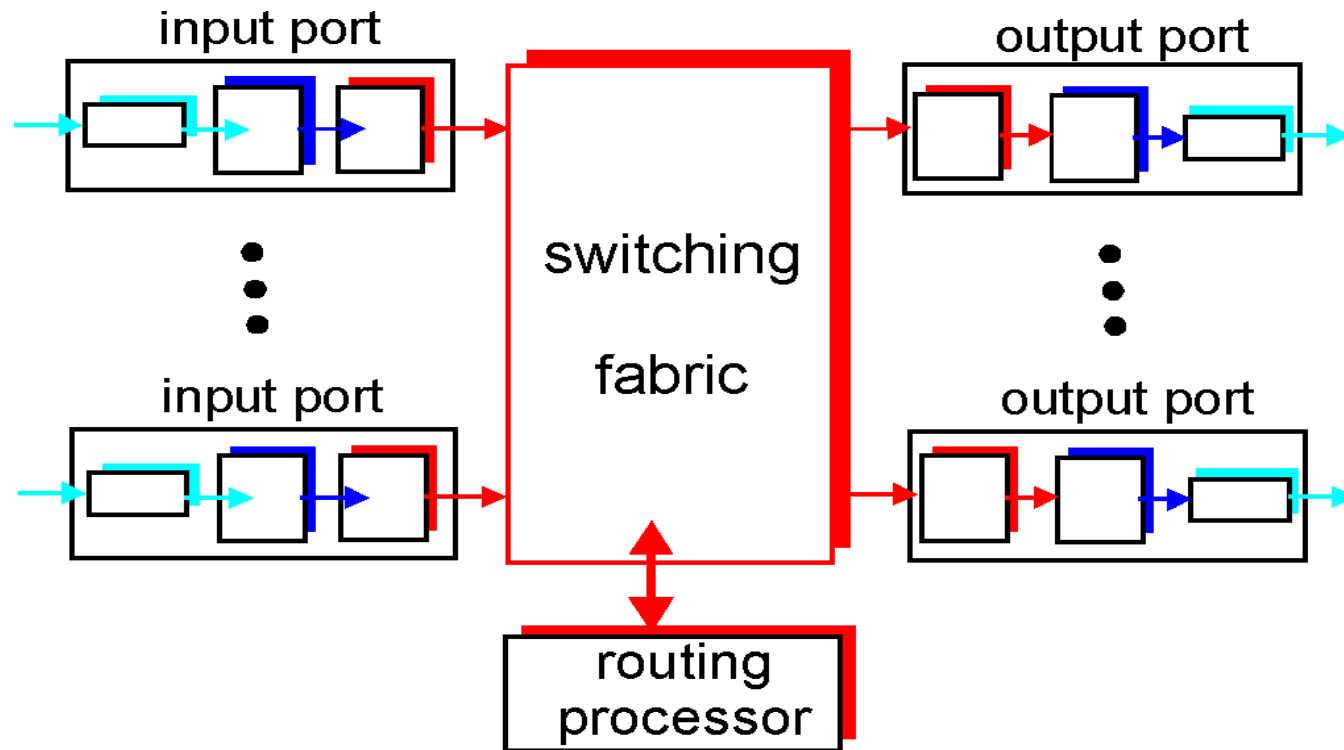 input port
output port
switching
fabric
input port
output port
routing
processor